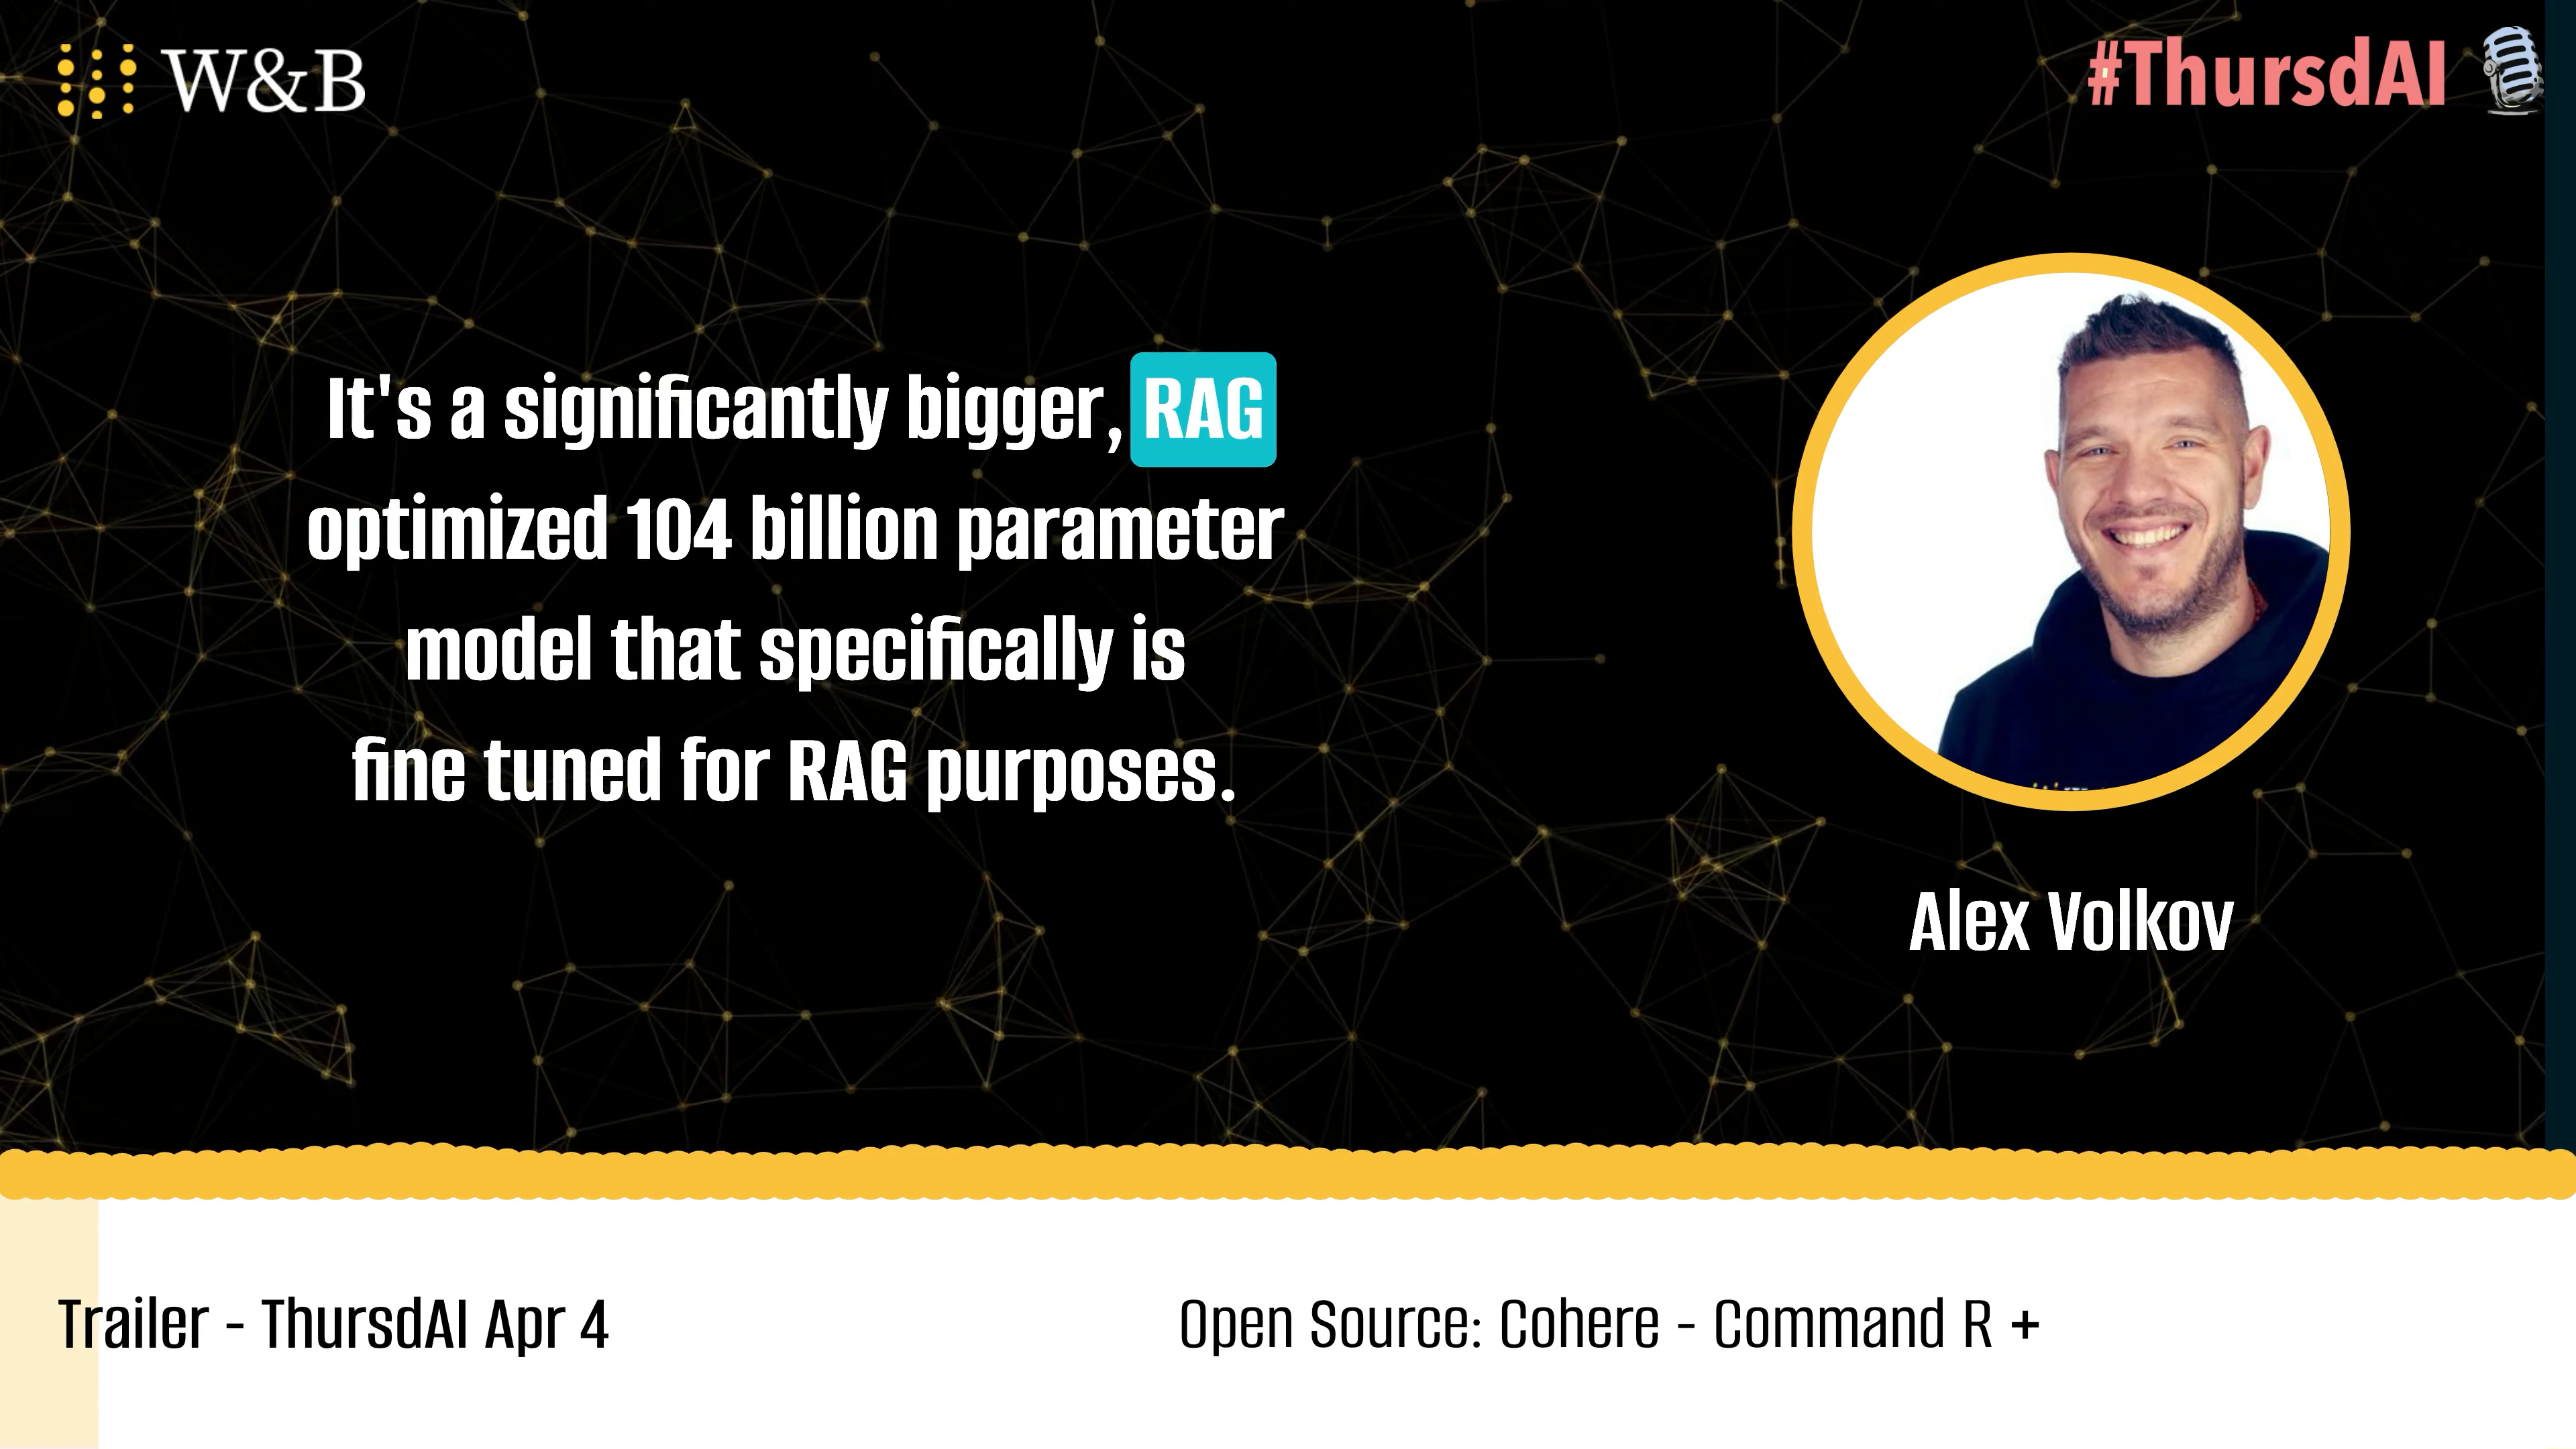 W&B
#ThursdAI
It's a significantly bigger, RAG
optimized 104 billion parameter
model that specifically is
fine tuned for RAG purposes.
Alex Volkov
Trailer - ThursdAI Apr 4
Open Source: Cohere - Command R +